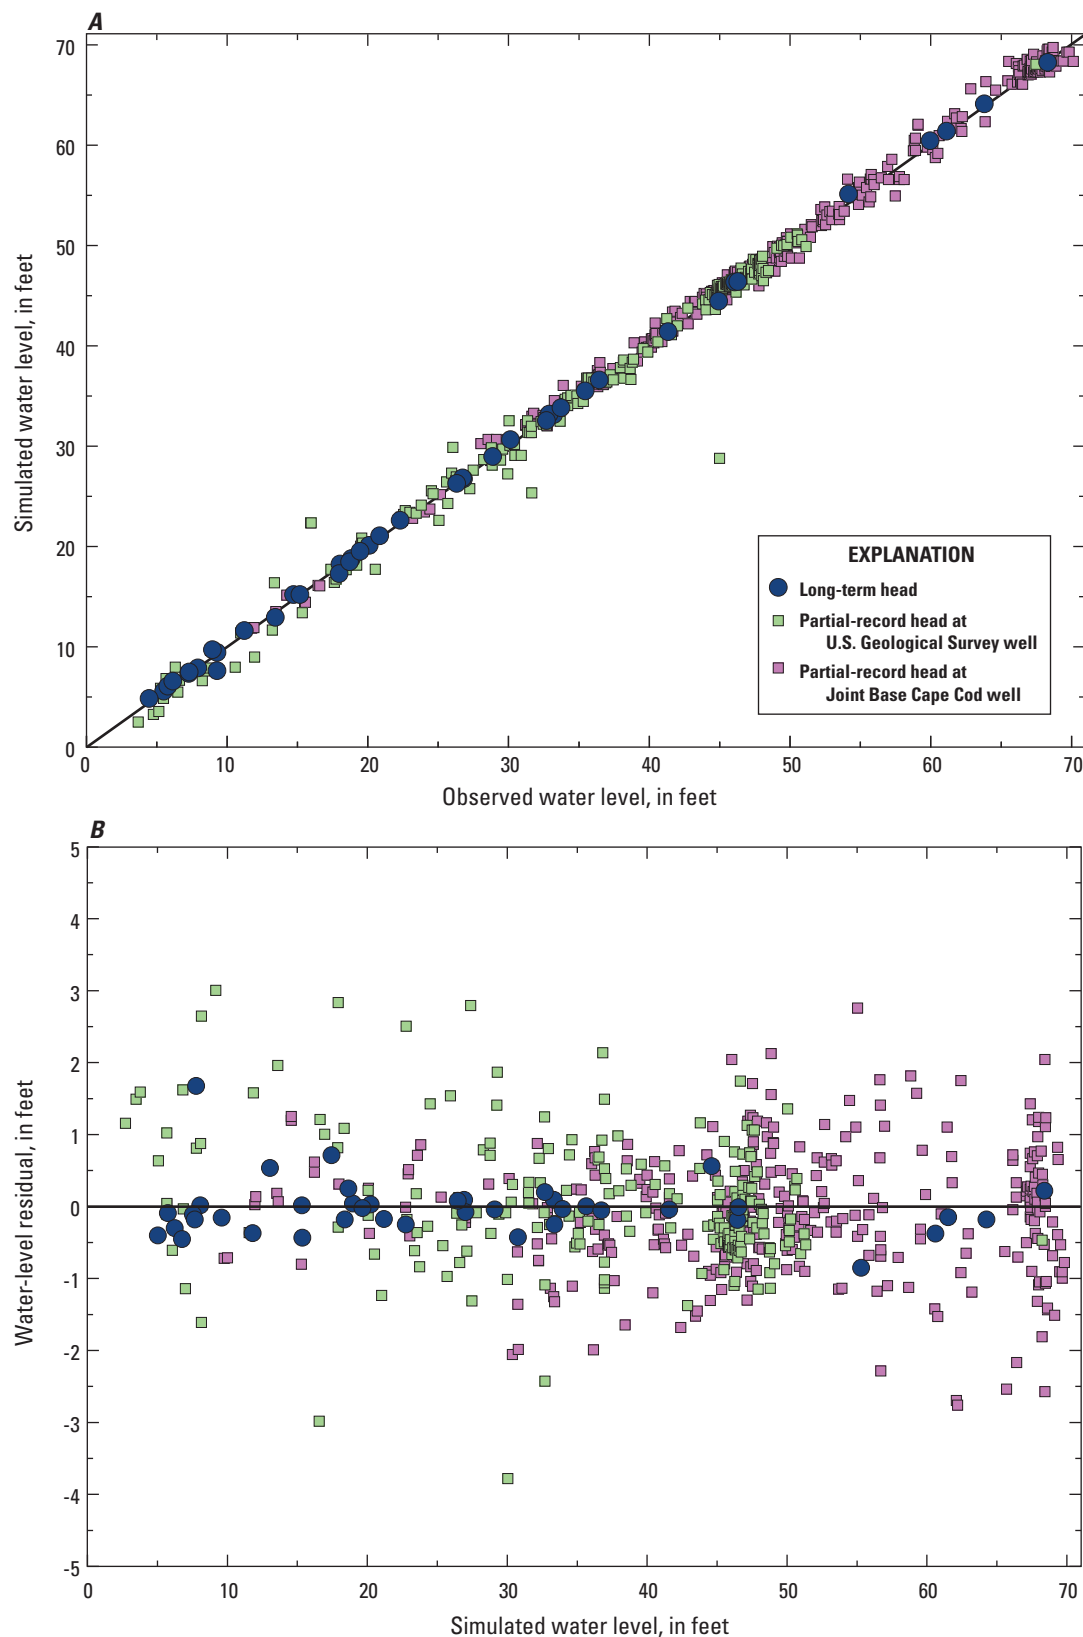 A
70
60
50
40
30
20
10
0
Simulated water level, in feet
EXPLANATION
Long-term head
Partial-record head at
U.S. Geological Survey well
Partial-record head at
Joint Base Cape Cod well
0 10 20 30 40 50 60 70
Observed water level, in feet
B
5
4
3
2
1
0
-1
-2
-3
-4
-5
Water-level residual, in feet
0 10 20 30 40 50 60 70
Simulated water level, in feet